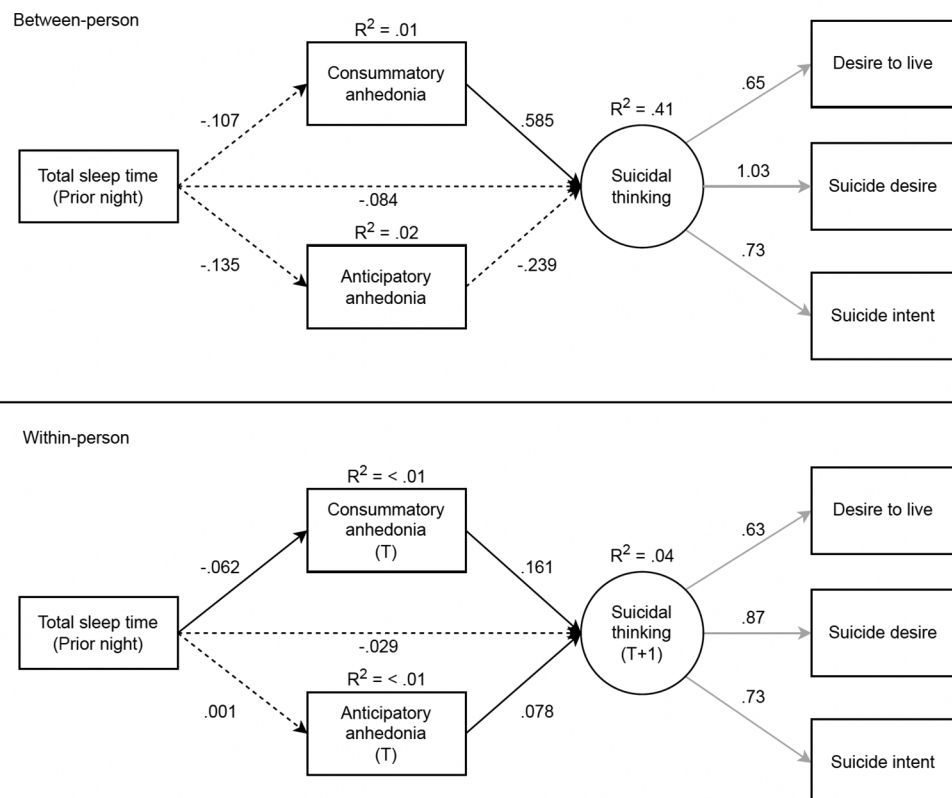 Between-person
R² = .01
Consummatory
anhedonia
Desire to live
-.107
.585
R² = .41
.65
Total sleep time
(Prior night)
-.084
Suicidal
thinking
1.03
Suicide desire
R² = .02
-.135
Anticipatory
anhedonia
-.239
.73
Suicide intent
Within-person
R² = < .01
Consummatory
anhedonia
(T)
Desire to live
-.062
.161
R² = .04
.63
Total sleep time
(Prior night)
-.029
Suicidal
thinking
(T+1)
.87
Suicide desire
R² = < .01
.001
Anticipatory
anhedonia
(T)
.078
.73
Suicide intent